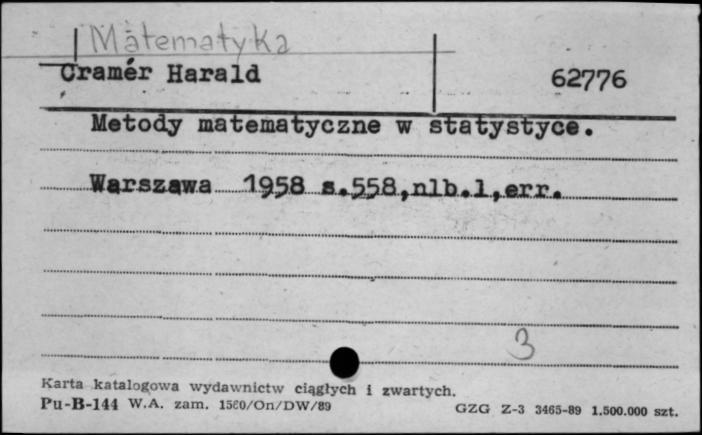 Matematyka
Cramér Harald 62776
Metody matematyczne w statystyce.
Warszawa 1958 s.558,nlb.1,err.
3
Karta katalogowa wydawnictw ciągłych i zwartych.
Pu-B-144 W.A. zam. 1560/On/DW/89 GZG Z-3 3465-89 1.500.000 szt.